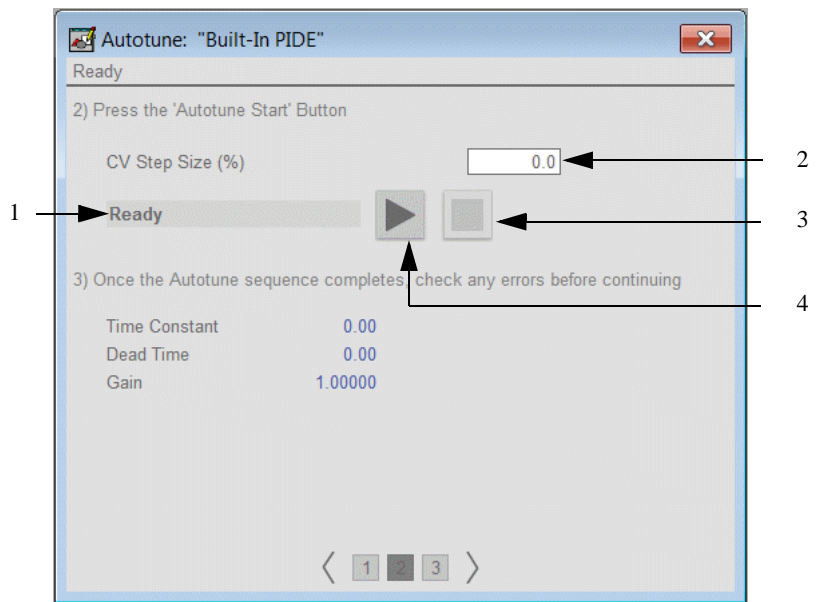 Autotune: "Built-In PIDE"
Ready
2) Press the 'Autotune Start' Button
CV Step Size (%) 0.0 2
1 Ready 3
3) Once the Autotune sequence completes, check any errors before continuing
4
Time Constant 0.00
Dead Time 0.00
Gain 1.00000
1 2 3